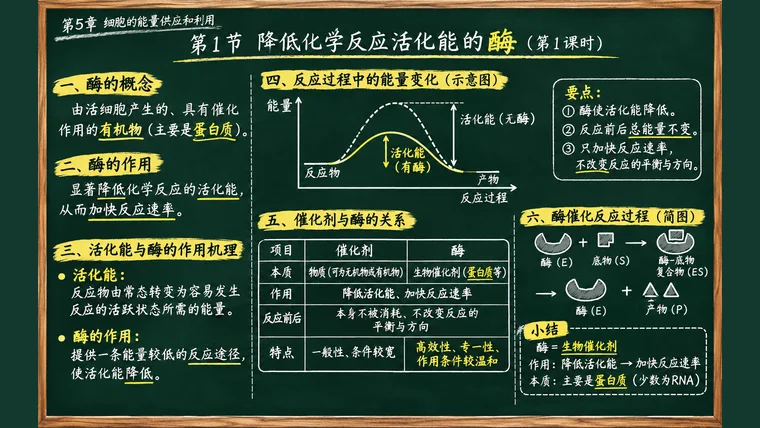 第5章 细胞的能量供应和利用
第1节 降低化学反应活化能的酶（第1课时）
一、酶的概念
由活细胞产生的、具有催化
作用的有机物（主要是蛋白质）。
二、酶的作用
显著降低化学反应的活化能，
从而加快反应速率。
三、活化能与酶的作用机理
● 活化能：
反应物由常态转变为容易发生
反应的活跃状态所需的能量。
● 酶的作用：
提供一条能量较低的反应途径，
使活化能降低。
四、反应过程中的能量变化（示意图）
能量
活化能（无酶）
活化能
（有酶）
反应物
产物
反应过程
要点：
① 酶使活化能降低。
② 反应前后总能量不变。
③ 只加快反应速率，
不改变反应的平衡与方向。
五、催化剂与酶的关系
项目 催化剂 酶
本质 物质（可为无机物或有机物） 生物催化剂（蛋白质等）
作用 降低活化能、加快反应速率
反应前后 本身不被消耗、不改变反应的
平衡与方向
特点 一般性、条件较宽 高效性、专一性、
作用条件较温和
六、酶催化反应过程（简图）
+ →
酶（E） 底物（S） 酶-底物
复合物（ES）
→ +
酶（E） 产物（P）
小结
酶 = 生物催化剂
作用：降低活化能 → 加快反应速率
本质：主要是蛋白质（少数为RNA）